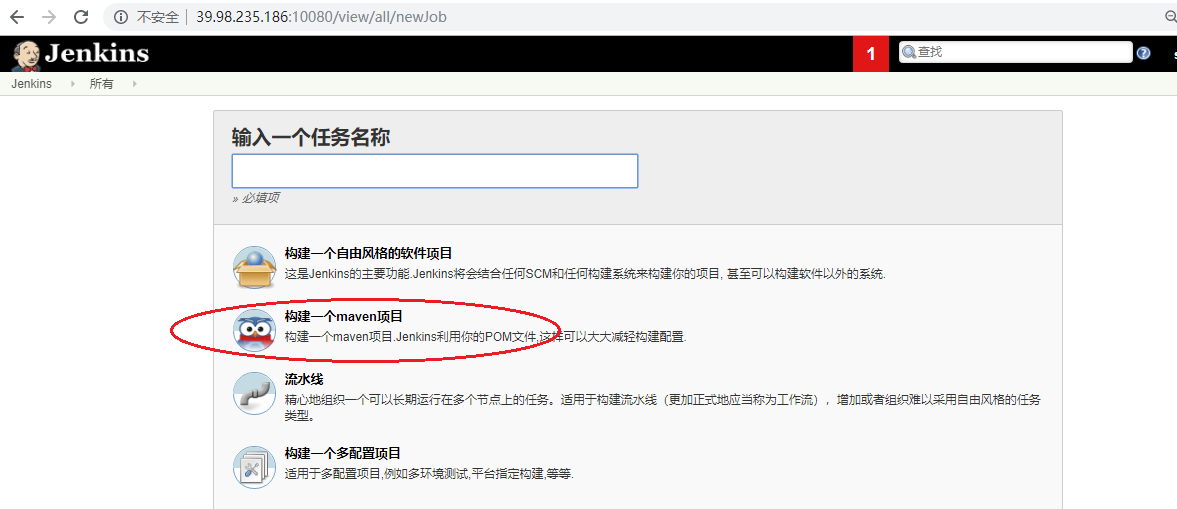 不安全 39.98.235.186:10080/view/all/newJob
Jenkins
1
查找
Jenkins 所有
输入一个任务名称
» 必填项
构建一个自由风格的软件项目
这是Jenkins的主要功能.Jenkins将会结合任何SCM和任何构建系统来构建你的项目, 甚至可以构建软件以外的系统.
构建一个maven项目
构建一个maven项目.Jenkins利用你的POM文件,这样可以大大减轻构建配置.
流水线
精心地组织一个可以长期运行在多个节点上的任务。适用于构建流水线（更加正式地应当称为工作流），增加或者组织难以采用自由风格的任务
类型。
构建一个多配置项目
适用于多配置项目,例如多环境测试,平台指定构建,等等.